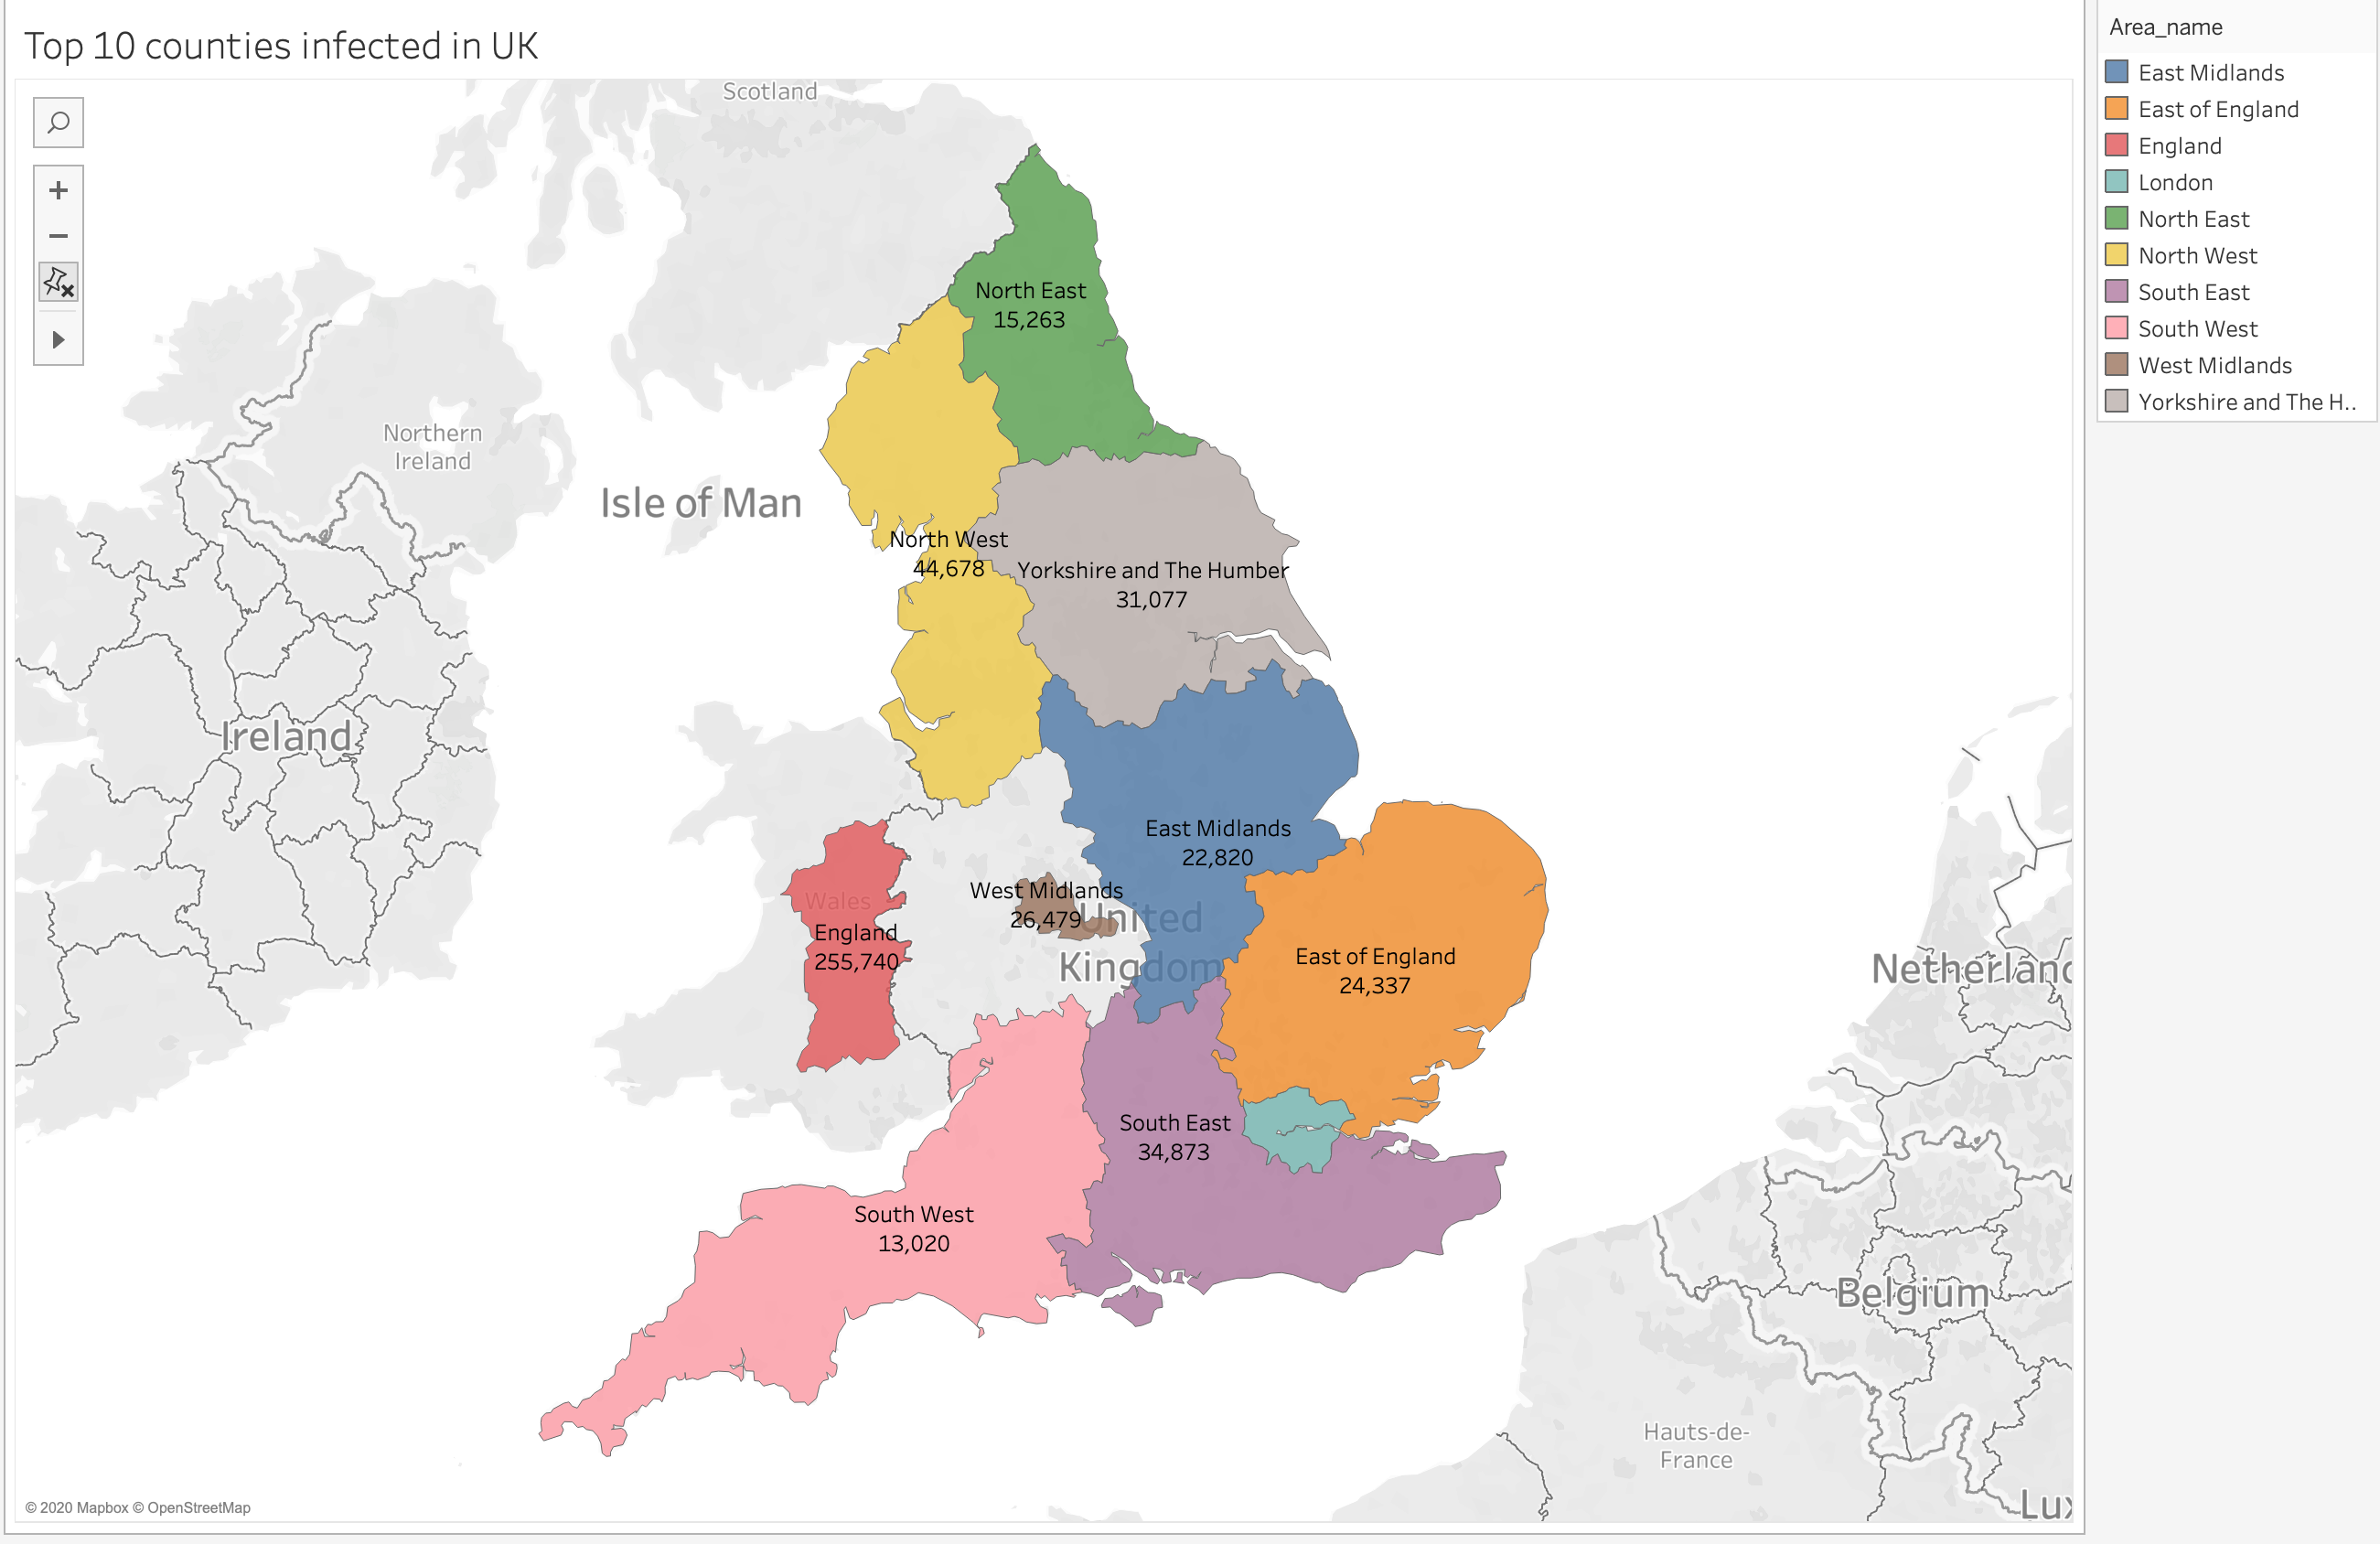 Top 10 counties infected in UK
Scotland
North East
15,263
Northern
Ireland
Isle of Man
North West
44,678
Yorkshire and The Humber
31,077
Ireland
East Midlands
22,820
West Midlands
26,479
Wales
England
255,740
United
Kingdom
East of England
24,337
Netherland
South East
34,873
South West
13,020
Belgium
Hauts-de-
France
Lux
© 2020 Mapbox © OpenStreetMap
Area_name
East Midlands
East of England
England
London
North East
North West
South East
South West
West Midlands
Yorkshire and The H..